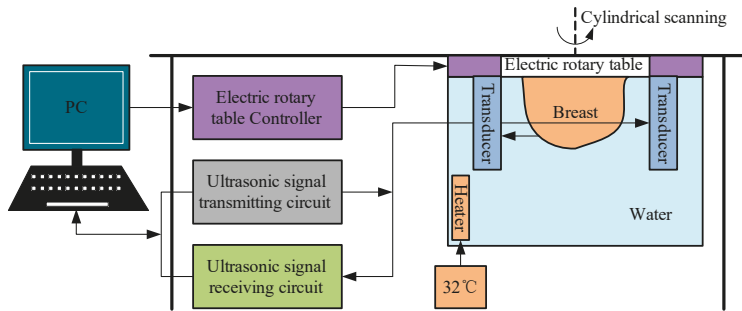 Cylindrical scanning
Electric rotary table
PC
Electric rotary
table Controller
Transducer
Breast
Transducer
Ultrasonic signal
transmitting circuit
Heater
Water
Ultrasonic signal
receiving circuit
32℃